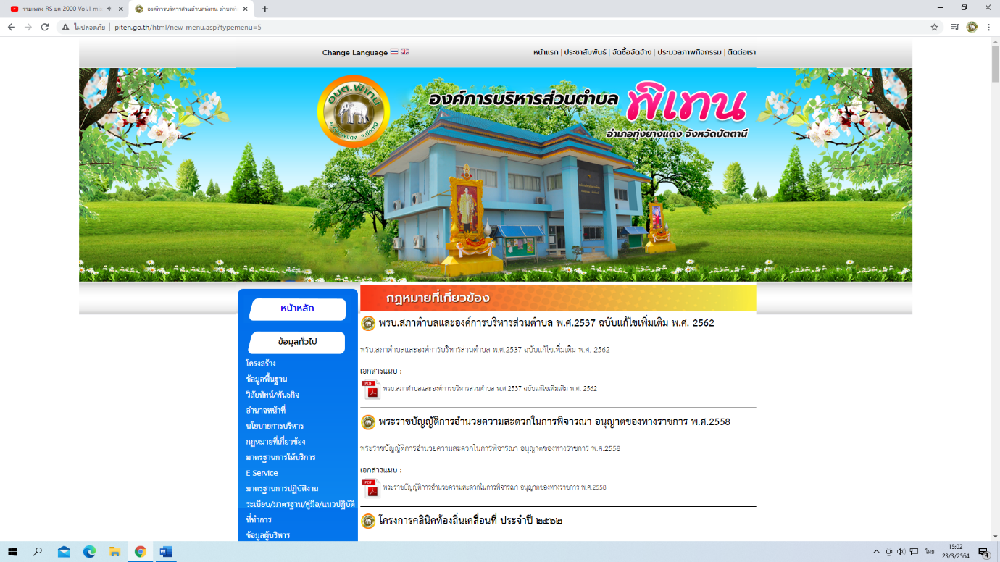 รวมเพลง RS ยุค 2000 Vol.1 mix
องค์การบริหารส่วนตำบลพิเทน ตำบลพิ
ไม่ปลอดภัย | piten.go.th/html/new-menu.asp?typemenu=5
Change Language
หน้าแรก | ประชาสัมพันธ์ | จัดซื้อจัดจ้าง | ประมวลภาพกิจกรรม | ติดต่อเรา
อบต.พิเทน
อ.ทุ่งยางแดง จ.ปัตตานี
องค์การบริหารส่วนตำบล พิเทน
อำเภอทุ่งยางแดง จังหวัดปัตตานี
หน้าหลัก
ข้อมูลทั่วไป
โครงสร้าง
ข้อมูลพื้นฐาน
วิสัยทัศน์/พันธกิจ
อำนาจหน้าที่
นโยบายการบริหาร
กฎหมายที่เกี่ยวข้อง
มาตรฐานการให้บริการ
E-Service
มาตรฐานการปฏิบัติงาน
ระเบียบ/มาตรฐาน/คู่มือ/แนวปฏิบัติ
ที่ทำการ
ข้อมูลผู้บริหาร
กฎหมายที่เกี่ยวข้อง
พรบ.สภาตำบลและองค์การบริหารส่วนตำบล พ.ศ.2537 ฉบับแก้ไขเพิ่มเติม พ.ศ. 2562
พรบ.สภาตำบลและองค์การบริหารส่วนตำบล พ.ศ.2537 ฉบับแก้ไขเพิ่มเติม พ.ศ. 2562
เอกสารแนบ :
PDF พรบ.สภาตำบลและองค์การบริหารส่วนตำบล พ.ศ.2537 ฉบับแก้ไขเพิ่มเติม พ.ศ. 2562
พระราชบัญญัติการอำนวยความสะดวกในการพิจารณา อนุญาตของทางราชการ พ.ศ.2558
พระราชบัญญัติการอำนวยความสะดวกในการพิจารณา อนุญาตของทางราชการ พ.ศ.2558
เอกสารแนบ :
PDF พระราชบัญญัติการอำนวยความสะดวกในการพิจารณา อนุญาตของทางราชการ พ.ศ.2558
โครงการคลินิคท้องถิ่นเคลื่อนที่ ประจำปี ๒๕๖๒
ไทย
15:02
23/3/2564
4